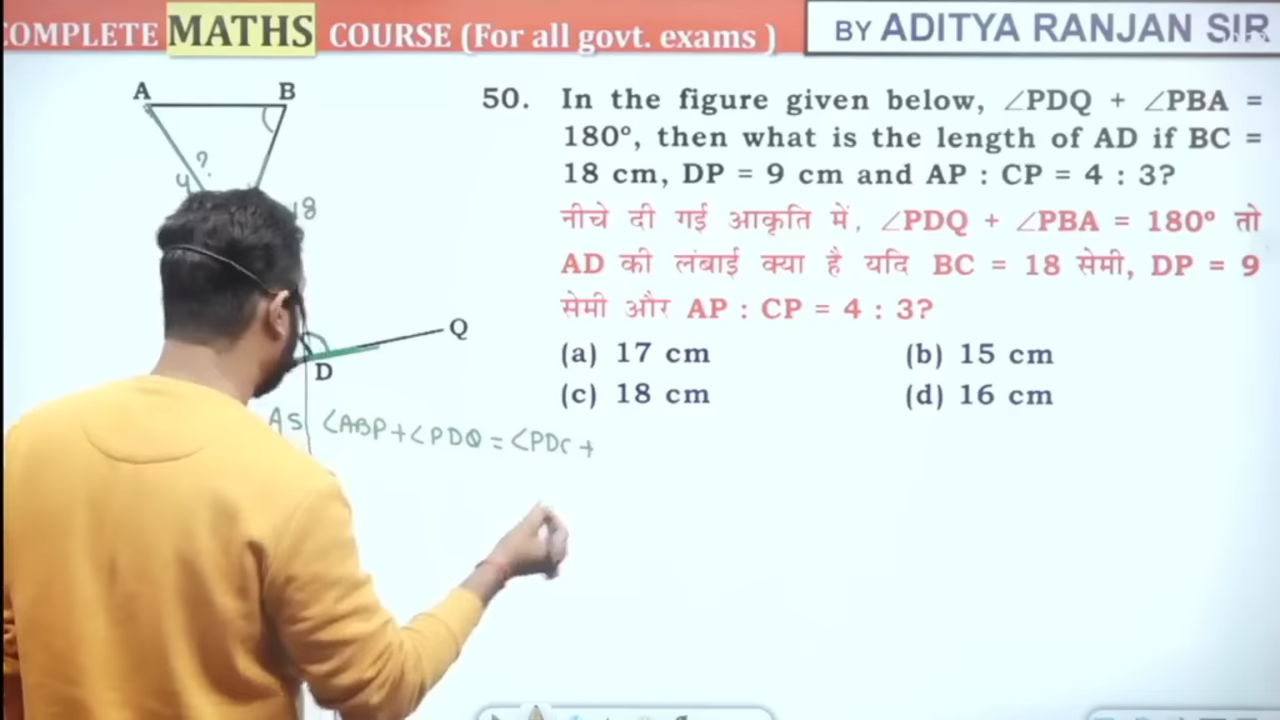 COMPLETE MATHS COURSE (For all govt. exams )
BY ADITYA RANJAN SIR
A
B
?
4
18
Q
D
AS ∠ABP+∠PDQ = ∠PDC +
50. In the figure given below, ∠PDQ + ∠PBA =
180º, then what is the length of AD if BC =
18 cm, DP = 9 cm and AP : CP = 4 : 3?
नीचे दी गई आकृति में, ∠PDQ + ∠PBA = 180º तो
AD की लंबाई क्या है यदि BC = 18 सेमी, DP = 9
सेमी और AP : CP = 4 : 3?
(a) 17 cm
(b) 15 cm
(c) 18 cm
(d) 16 cm